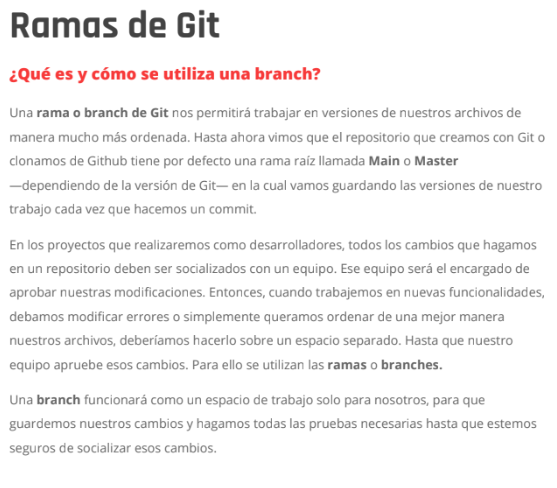 Ramas de Git
¿Qué es y cómo se utiliza una branch?
Una rama o branch de Git nos permitirá trabajar en versiones de nuestros archivos de
manera mucho más ordenada. Hasta ahora vimos que el repositorio que creamos con Git o
clonamos de Github tiene por defecto una rama raíz llamada Main o Master
—dependiendo de la versión de Git— en la cual vamos guardando las versiones de nuestro
trabajo cada vez que hacemos un commit.
En los proyectos que realizaremos como desarrolladores, todos los cambios que hagamos
en un repositorio deben ser socializados con un equipo. Ese equipo será el encargado de
aprobar nuestras modificaciones. Entonces, cuando trabajemos en nuevas funcionalidades,
debamos modificar errores o simplemente queramos ordenar de una mejor manera
nuestros archivos, deberíamos hacerlo sobre un espacio separado. Hasta que nuestro
equipo apruebe esos cambios. Para ello se utilizan las ramas o branches.
Una branch funcionará como un espacio de trabajo solo para nosotros, para que
guardemos nuestros cambios y hagamos todas las pruebas necesarias hasta que estemos
seguros de socializar esos cambios.